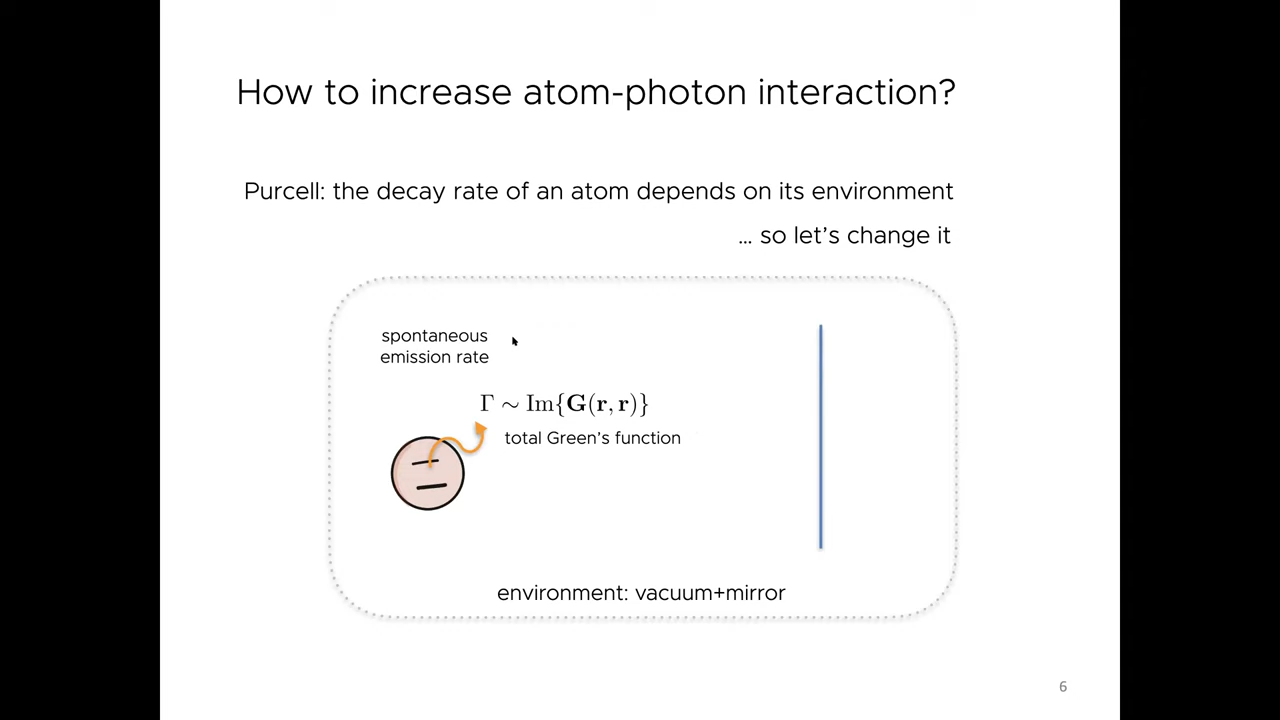 How to increase atom-photon interaction?
Purcell: the decay rate of an atom depends on its environment
... so let's change it
spontaneous
emission rate
Γ ∼ Im{G(r, r)}
total Green's function
environment: vacuum+mirror
6